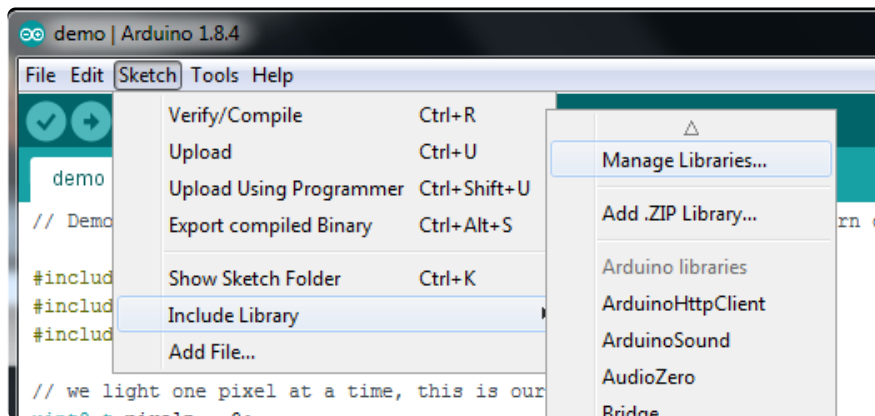 demo | Arduino 1.8.4
File Edit Sketch Tools Help
Verify/Compile Ctrl+R
Upload Ctrl+U
Upload Using Programmer Ctrl+Shift+U
Export compiled Binary Ctrl+Alt+S
Show Sketch Folder Ctrl+K
Include Library
Add File...
Manage Libraries...
Add .ZIP Library...
Arduino libraries
ArduinoHttpClient
ArduinoSound
AudioZero
Bridge
demo
// Demo
#includ
#includ
#includ
// we light one pixel at a time, this is our